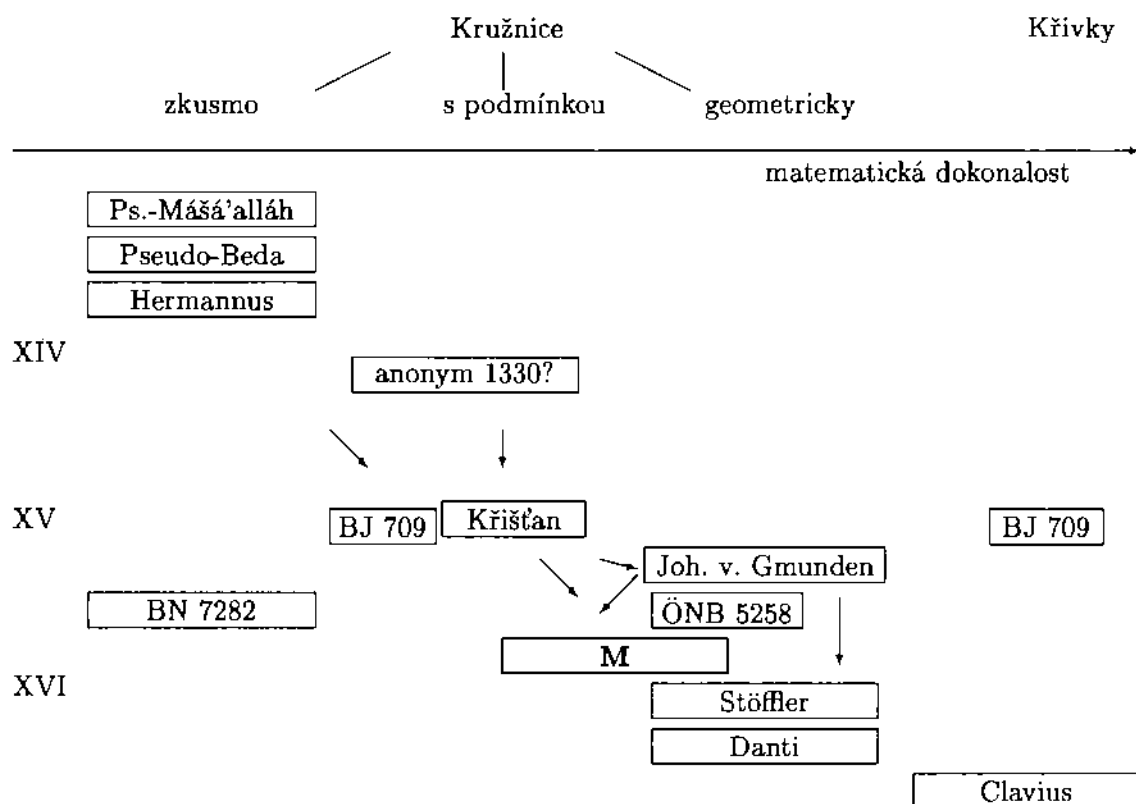 Kružnice Křivky
zkusmo s podmínkou geometricky
matematická dokonalost
Ps.-Mášá'alláh
Pseudo-Beda
Hermannus
XIV
anonym 1330?
XV BJ 709 Křišťan BJ 709
Joh. v. Gmunden
BN 7282 ÖNB 5258
M
XVI
Stöffler
Danti
Clavius